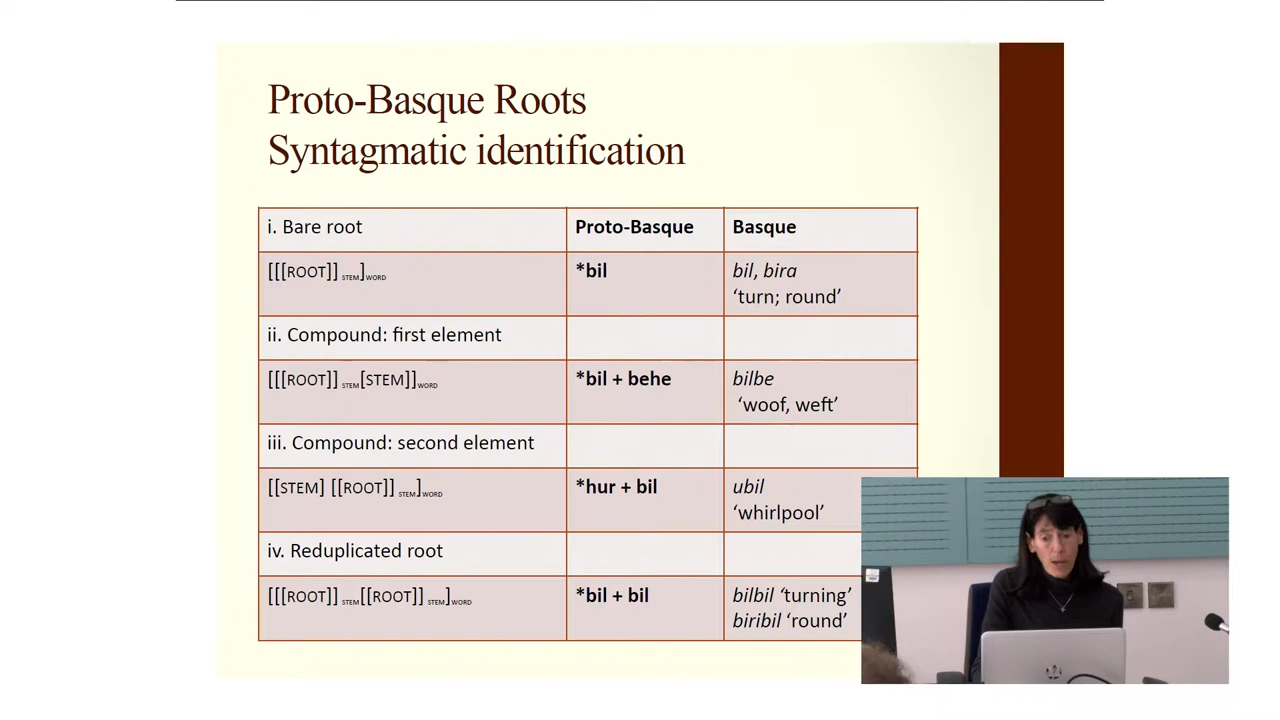 Proto-Basque Roots
Syntagmatic identification
i. Bare root Proto-Basque Basque
[[[ROOT]] STEM]WORD *bil bil, bira
‘turn; round’
ii. Compound: first element
[[[ROOT]] STEM[STEM]]WORD *bil + behe bilbe
‘woof, weft’
iii. Compound: second element
[[STEM] [[ROOT]] STEM]WORD *hur + bil ubil
‘whirlpool’
iv. Reduplicated root
[[[ROOT]] STEM[[ROOT]] STEM]WORD *bil + bil bilbil ‘turning’
biribil ‘round’